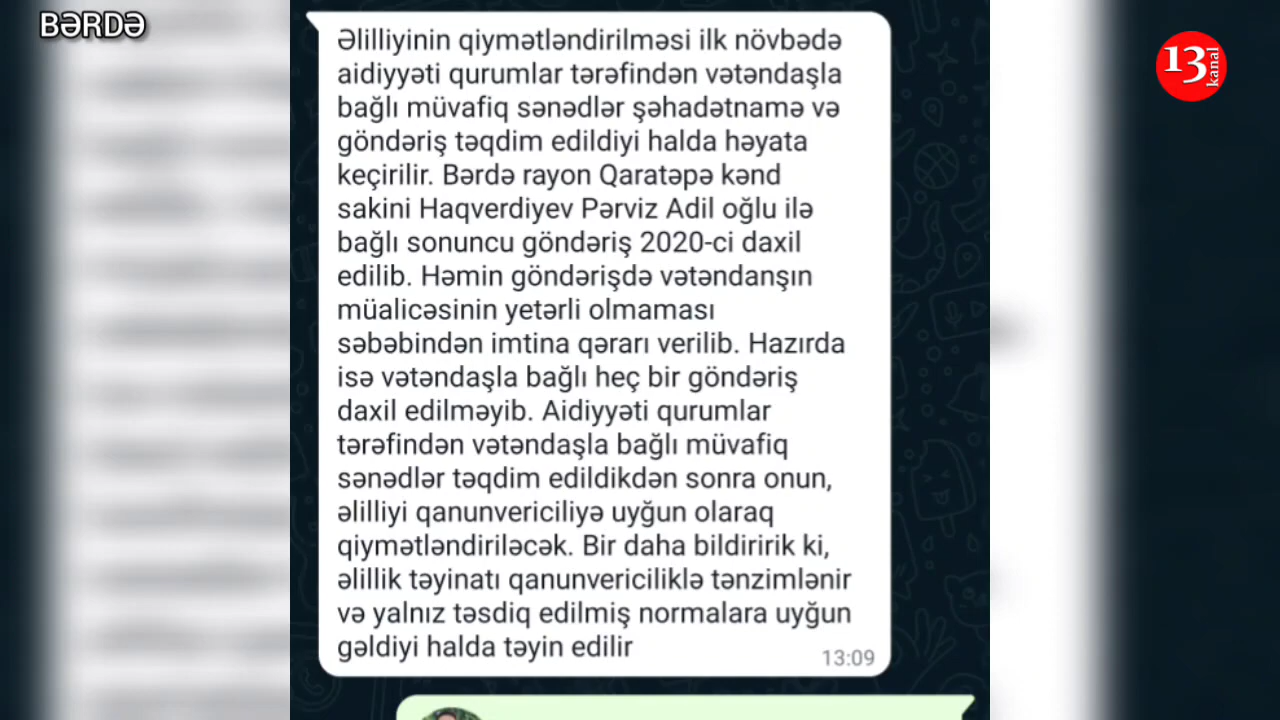 BƏRDƏ
13 kanal
Əlilliyinin qiymətləndirilməsi ilk növbədə
aidiyyəti qurumlar tərəfindən vətəndaşla
bağlı müvafiq sənədlər şəhadətnamə və
göndəriş təqdim edildiyi halda həyata
keçirilir. Bərdə rayon Qaratəpə kənd
sakini Haqverdiyev Pərviz Adil oğlu ilə
bağlı sonuncu göndəriş 2020-ci daxil
edilib. Həmin göndərişdə vətəndanşın
müalicəsinin yetərli olmaması
səbəbindən imtina qərarı verilib. Hazırda
isə vətəndaşla bağlı heç bir göndəriş
daxil edilməyib. Aidiyyəti qurumlar
tərəfindən vətəndaşla bağlı müvafiq
sənədlər təqdim edildikdən sonra onun,
əlilliyi qanunvericiliyə uyğun olaraq
qiymətləndiriləcək. Bir daha bildiririk ki,
əlillik təyinatı qanunvericiliklə tənzimlənir
və yalnız təsdiq edilmiş normalara uyğun
gəldiyi halda təyin edilir
13:09